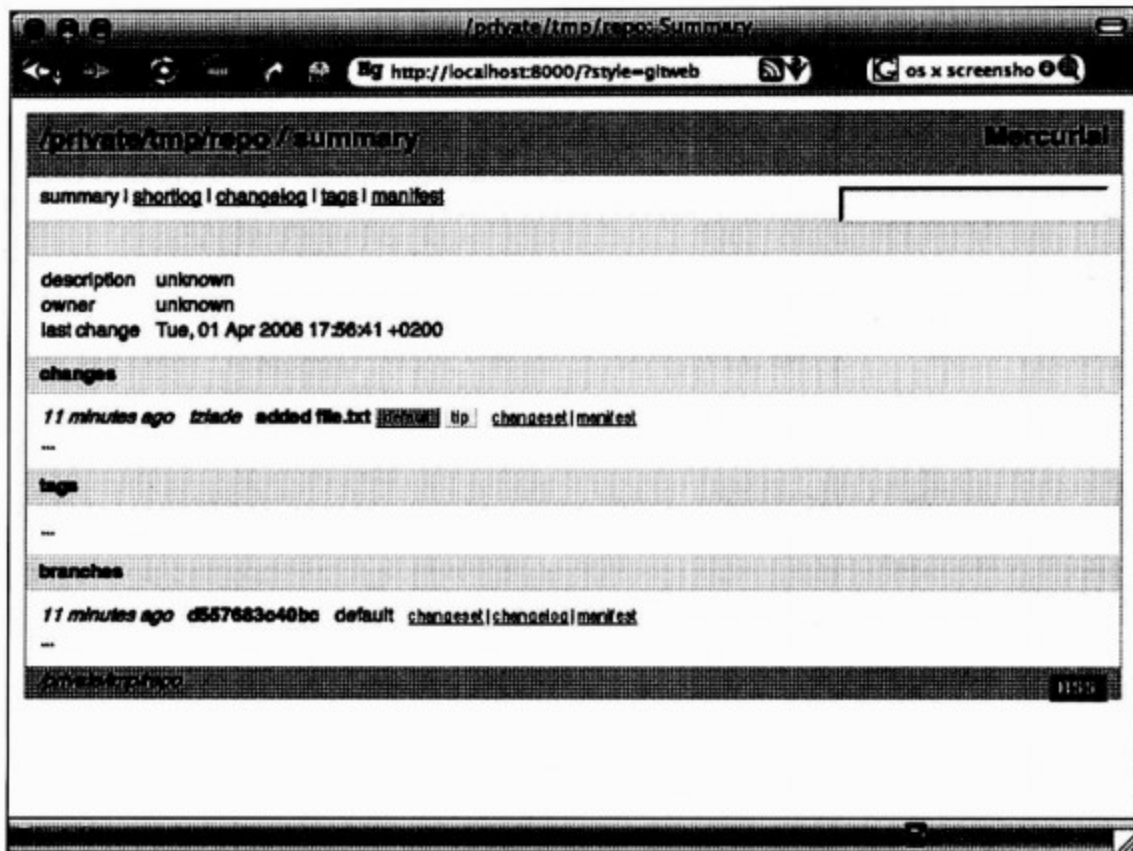 /private/tmp/repo: Summary
Hg http://localhost:8000/?style=gitweb
G os x screensho
/private/tmp/repo / summary Mercurial
summary | shortlog | changelog | tags | manifest
description unknown
owner unknown
last change Tue, 01 Apr 2008 17:56:41 +0200
changes
11 minutes ago tziade added file.txt default tip changeset | manifest
...
tags
...
branches
11 minutes ago d557683c40bc default changeset | changelog | manifest
...
/private/tmp/repo RSS